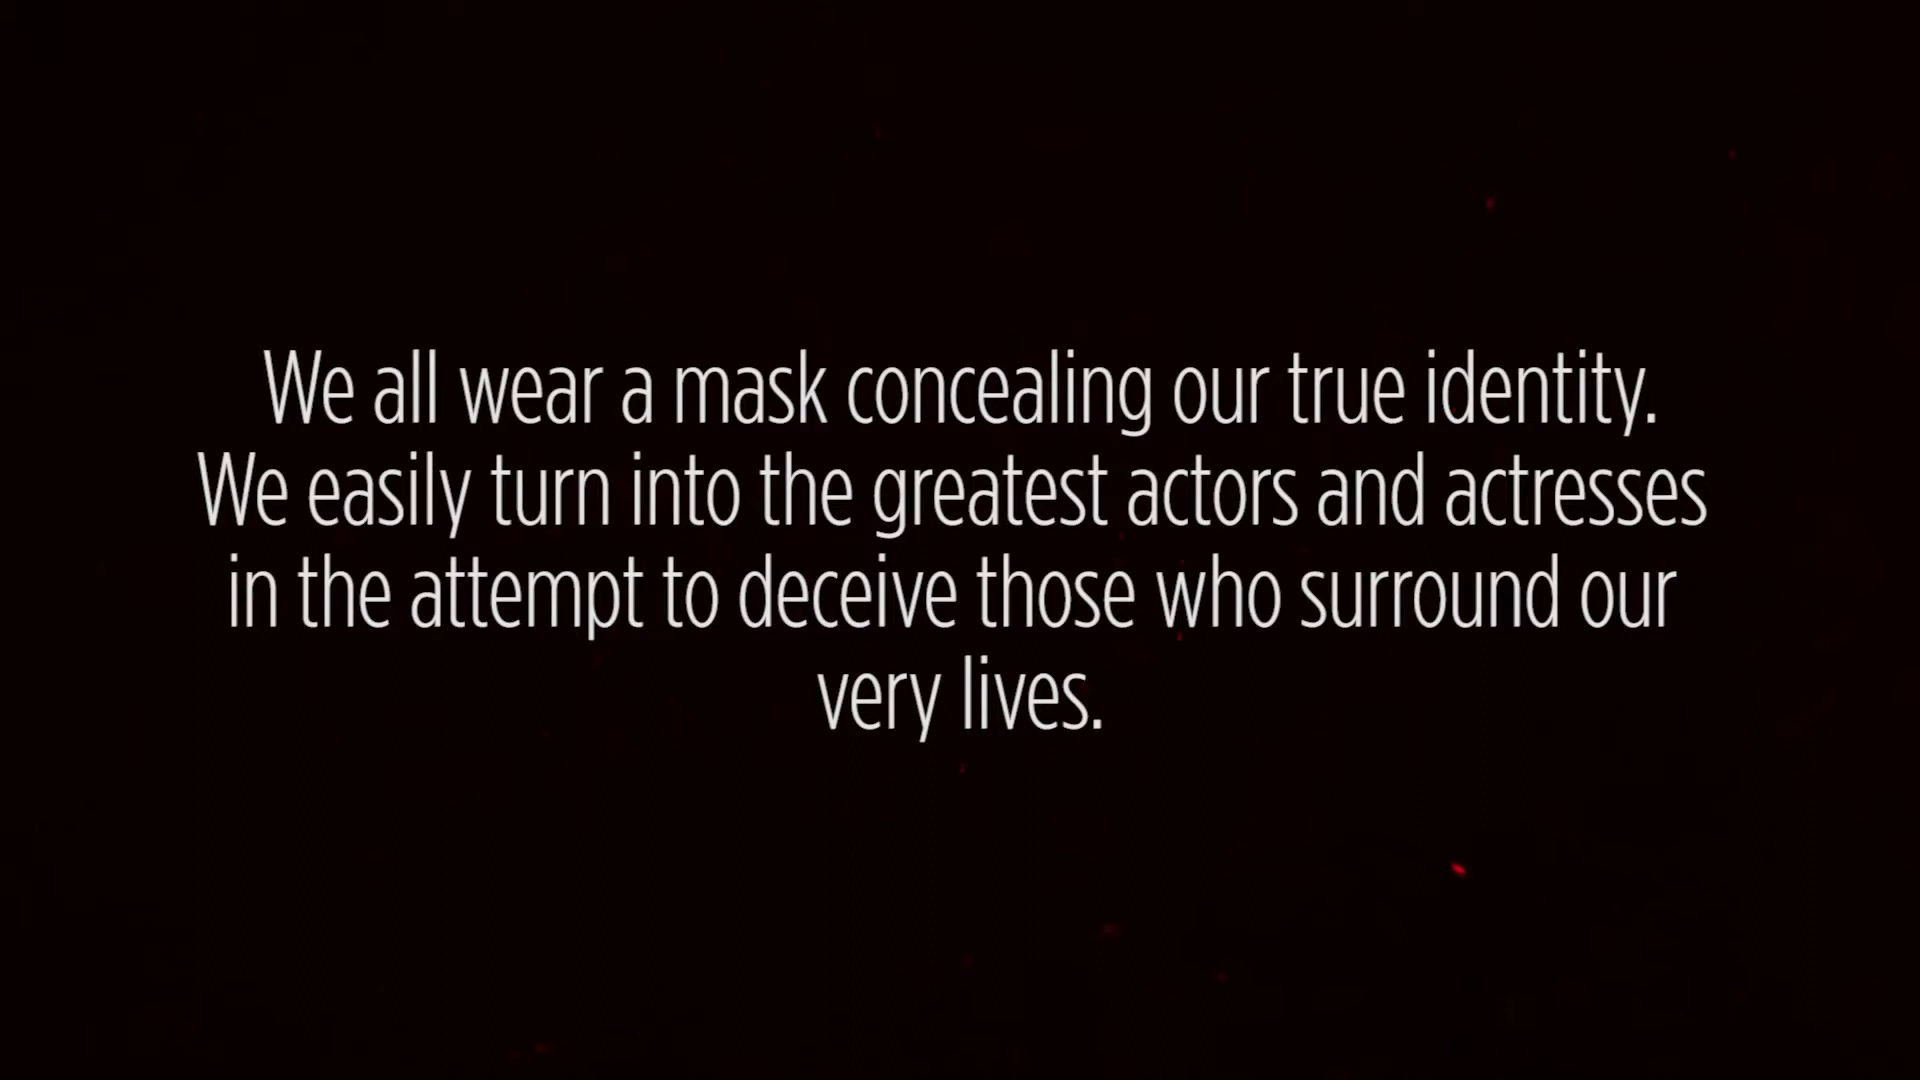 We all wear a mask concealing our true identity.
We easily turn into the greatest actors and actresses
in the attempt to deceive those who surround our
very lives.